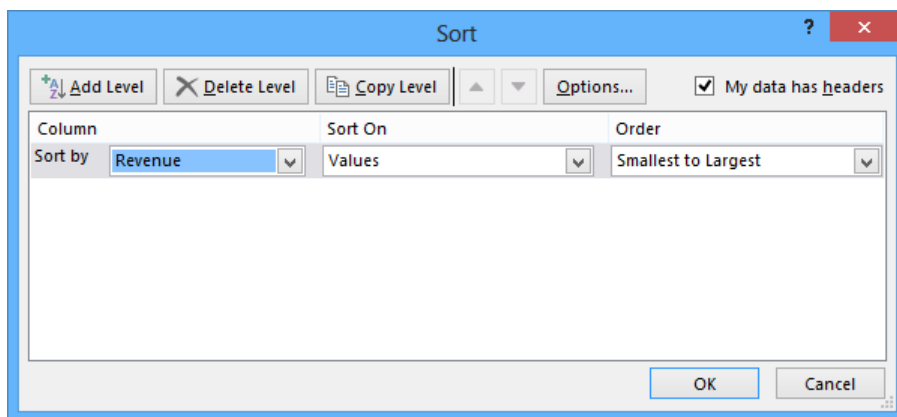 Sort ?
Add Level Delete Level Copy Level Options... My data has headers
Column Sort On Order
Sort by Revenue Values Smallest to Largest
OK Cancel